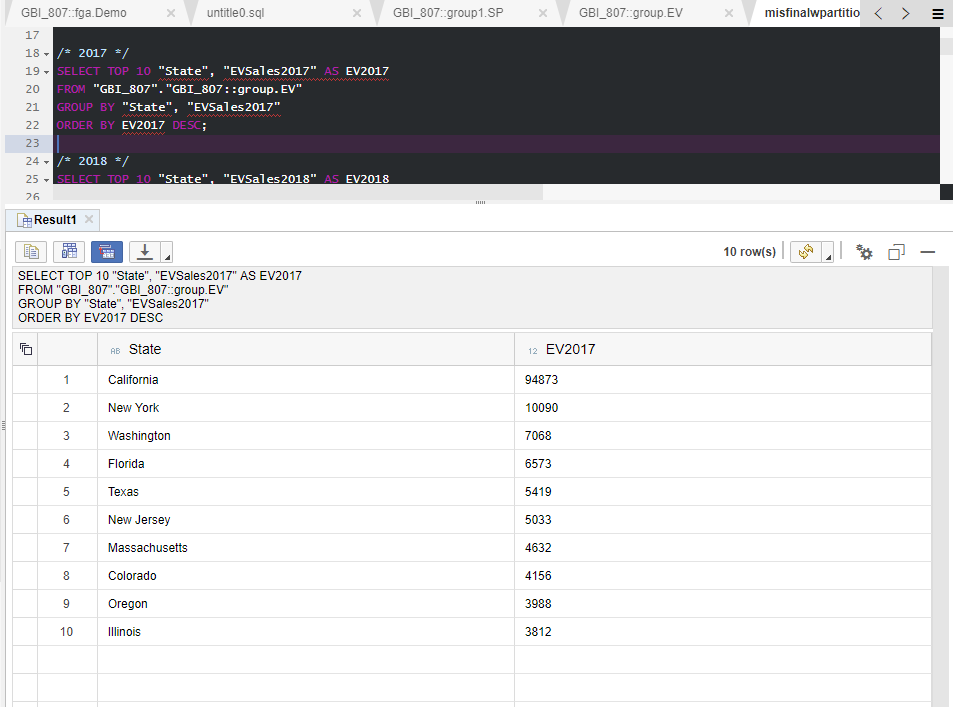 GBI_807::fga.Demo
untitle0.sql
GBI_807::group1.SP
GBI_807::group.EV
misfinalwpartitio
17
18 /* 2017 */
19 SELECT TOP 10 "State", "EVSales2017" AS EV2017
20 FROM "GBI_807"."GBI_807::group.EV"
21 GROUP BY "State", "EVSales2017"
22 ORDER BY EV2017 DESC;
23
24 /* 2018 */
25 SELECT TOP 10 "State", "EVSales2018" AS EV2018
26
Result1
10 row(s)
SELECT TOP 10 "State", "EVSales2017" AS EV2017
FROM "GBI_807"."GBI_807::group.EV"
GROUP BY "State", "EVSales2017"
ORDER BY EV2017 DESC
AB State 12 EV2017
1 California 94873
2 New York 10090
3 Washington 7068
4 Florida 6573
5 Texas 5419
6 New Jersey 5033
7 Massachusetts 4632
8 Colorado 4156
9 Oregon 3988
10 Illinois 3812